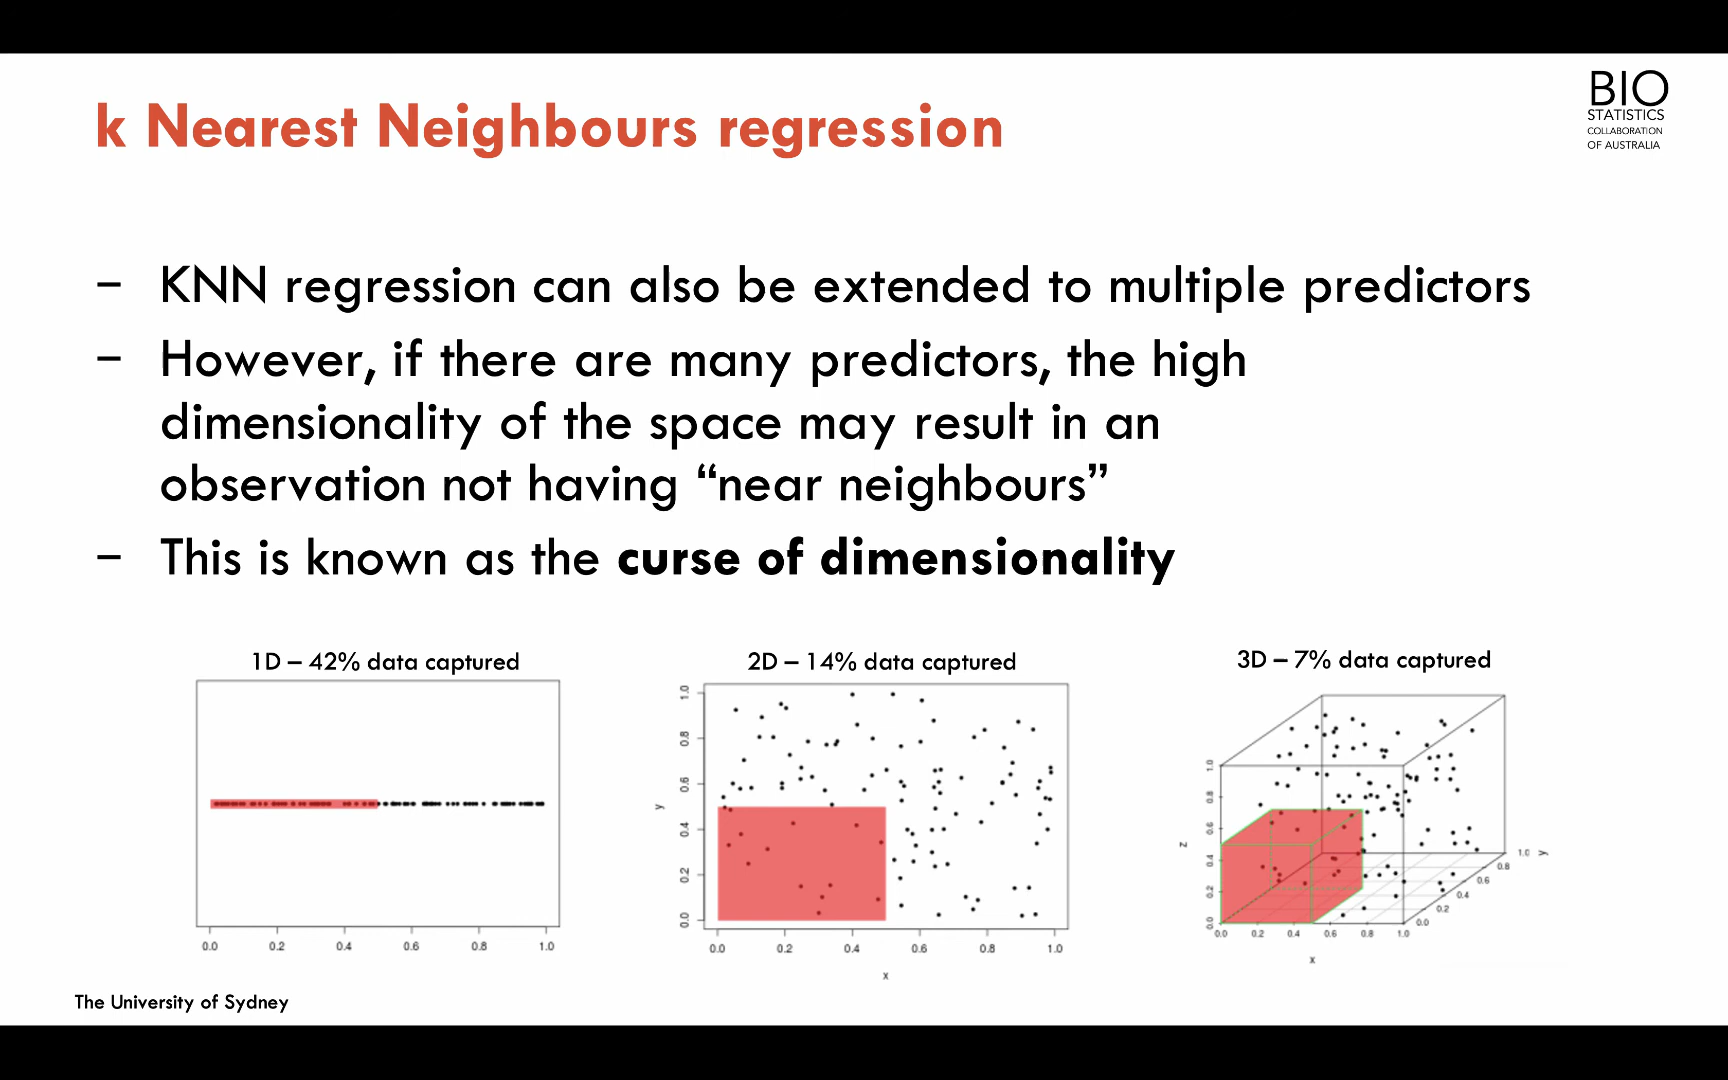 k Nearest Neighbours regression
BIO
STATISTICS
COLLABORATION
OF AUSTRALIA
– KNN regression can also be extended to multiple predictors
– However, if there are many predictors, the high
dimensionality of the space may result in an
observation not having “near neighbours”
– This is known as the curse of dimensionality
1D – 42% data captured
0.0 0.2 0.4 0.6 0.8 1.0
2D – 14% data captured
1.0
0.8
0.6
y
0.4
0.2
0.0
0.0 0.2 0.4 0.6 0.8 1.0
x
3D – 7% data captured
1.0
0.8
0.6
z
0.4
0.2
0.0
0.0 0.2 0.4 0.6 0.8 1.0
x
0.0 0.2 0.4 0.6 0.8 1.0
y
The University of Sydney